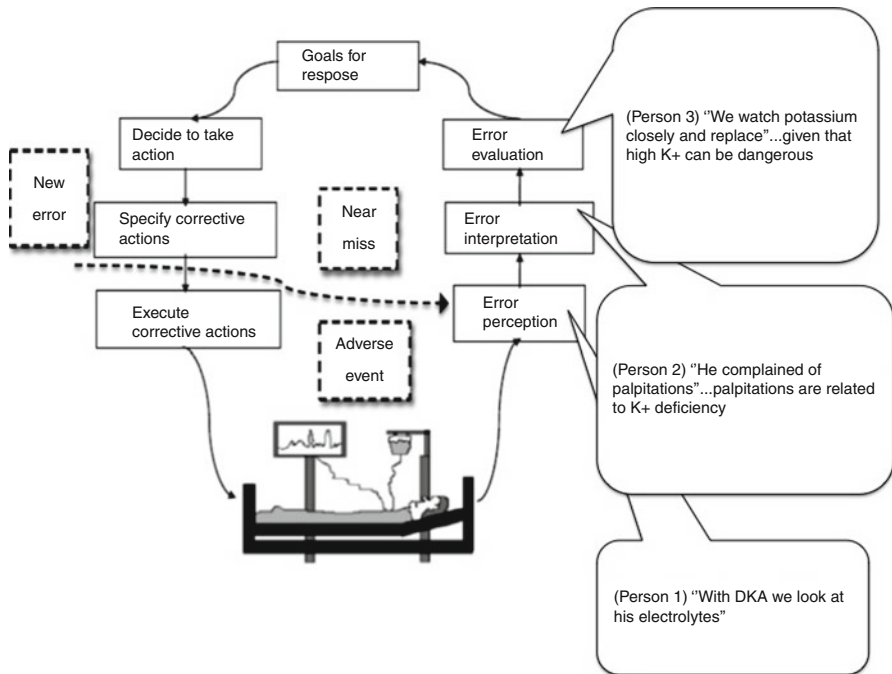 Goals for
respose
Decide to take
action
Error
evaluation
(Person 3) ‘'We watch potassium
closely and replace”...given that
high K+ can be dangerous
New
error
Specify corrective
actions
Near
miss
Error
interpretation
Execute
corrective actions
Error
perception
Adverse
event
(Person 2) ‘'He complained of
palpitations”...palpitations are related
to K+ deficiency
(Person 1) ‘'With DKA we look at
his electrolytes”